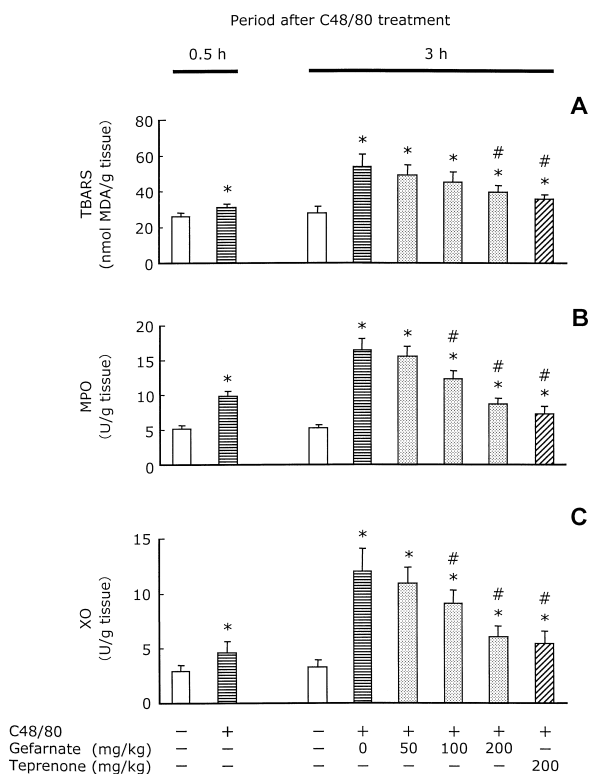 Period after C48/80 treatment
0.5 h 3 h
A
TBARS
(nmol MDA/g tissue)
80
60
40
20
0
* * * * # * # *
B
MPO
(U/g tissue)
20
15
10
5
0
* * * # * # * # *
C
XO
(U/g tissue)
15
10
5
0
* * * # * # * # *
C48/80 − + − + + + + +
Gefarnate (mg/kg) − − − 0 50 100 200 −
Teprenone (mg/kg) − − − − − − − 200